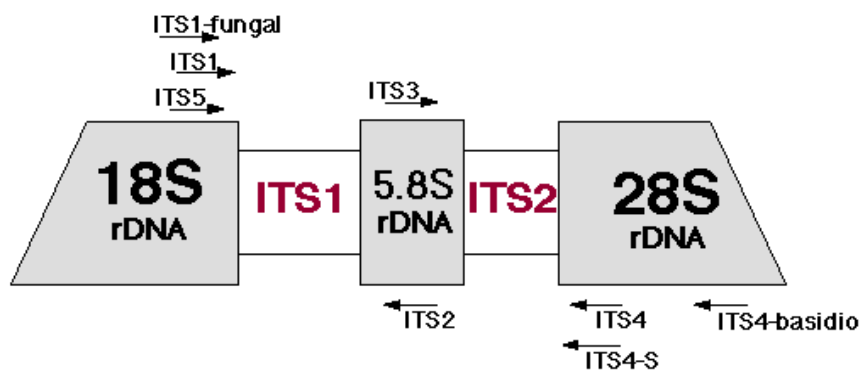 ITS1-fungal
ITS1
ITS5
ITS3
18S
rDNA
ITS1
5.8S
rDNA
ITS2
28S
rDNA
ITS2
ITS4
ITS4-basidio
ITS4-S